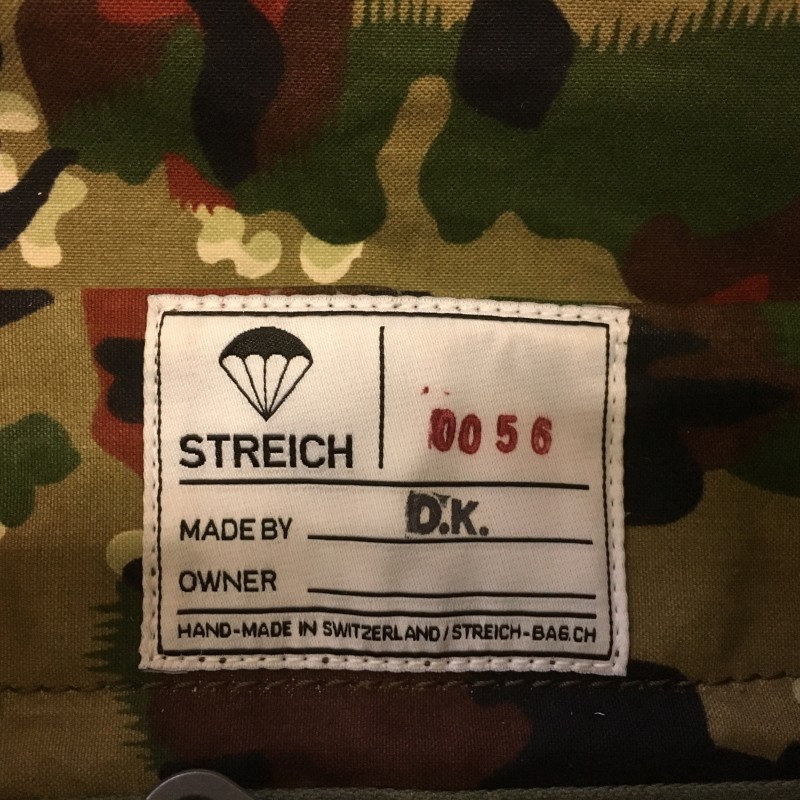 STREICH
0056
MADE BY D.K.
OWNER
HAND-MADE IN SWITZERLAND/STREICH-BAG.CH